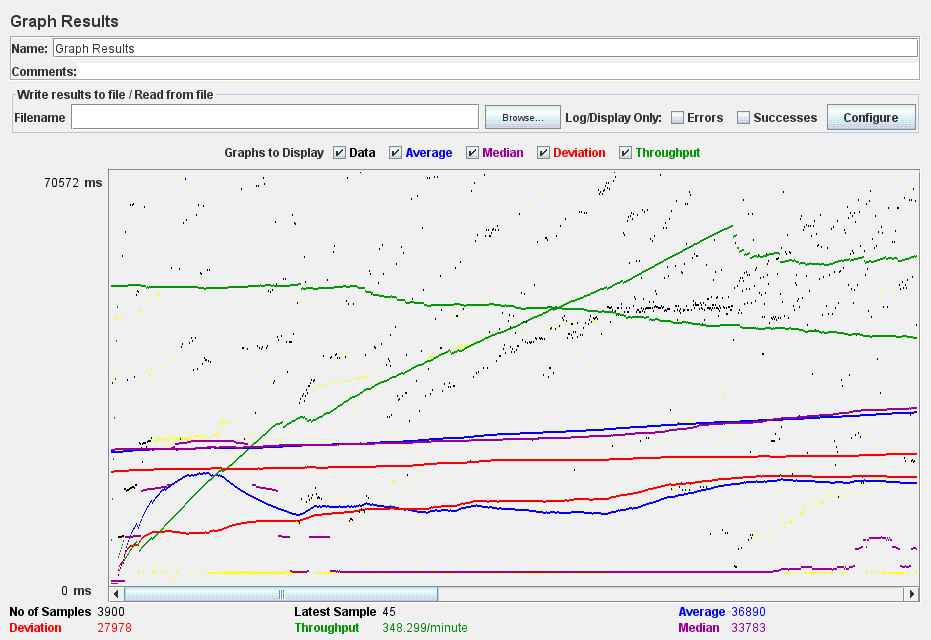 Graph Results
Name: Graph Results
Comments:
Write results to file / Read from file
Filename Browse... Log/Display Only: Errors Successes Configure
Graphs to Display Data Average Median Deviation Throughput
70572 ms
0 ms
No of Samples 3900 Latest Sample 45 Average 36890
Deviation 27978 Throughput 348.299/minute Median 33783